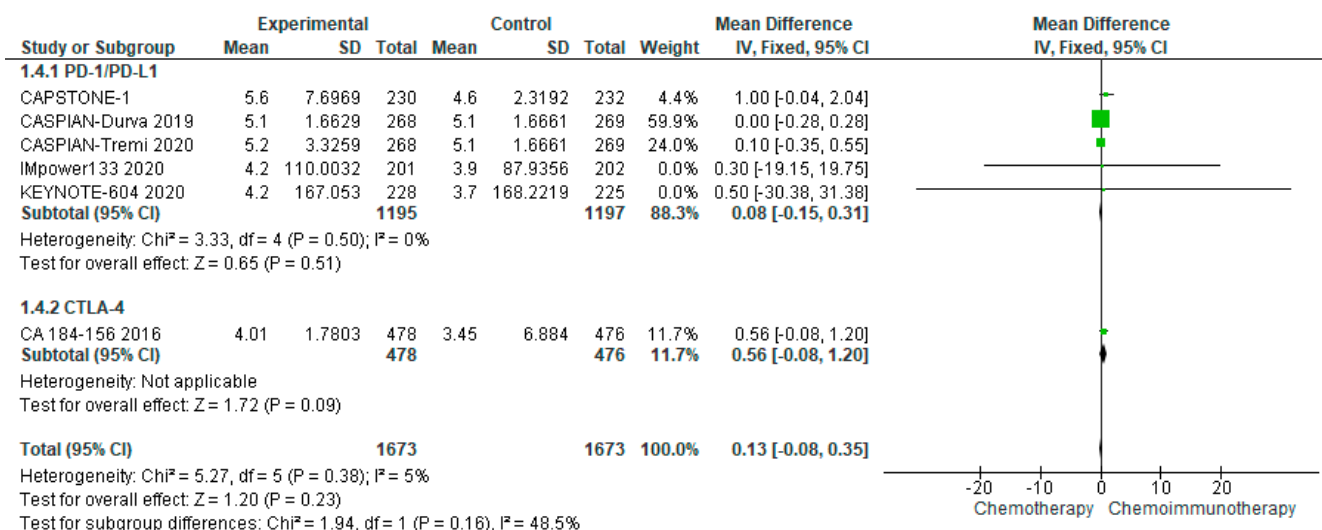 Experimental Control Mean Difference Mean Difference
Study or Subgroup Mean SD Total Mean SD Total Weight IV, Fixed, 95% CI IV, Fixed, 95% CI
1.4.1 PD-1/PD-L1
CAPSTONE-1 5.6 7.6969 230 4.6 2.3192 232 4.4% 1.00 [-0.04, 2.04]
CASPIAN-Durva 2019 5.1 1.6629 268 5.1 1.6661 269 59.9% 0.00 [-0.28, 0.28]
CASPIAN-Tremi 2020 5.2 3.3259 268 5.1 1.6661 269 24.0% 0.10 [-0.35, 0.55]
IMpower133 2020 4.2 110.0032 201 3.9 87.9356 202 0.0% 0.30 [-19.15, 19.75]
KEYNOTE-604 2020 4.2 167.053 228 3.7 168.2219 225 0.0% 0.50 [-30.38, 31.38]
Subtotal (95% CI) 1195 1197 88.3% 0.08 [-0.15, 0.31]
Heterogeneity: Chi² = 3.33, df = 4 (P = 0.50); I² = 0%
Test for overall effect: Z = 0.65 (P = 0.51)
1.4.2 CTLA-4
CA 184-156 2016 4.01 1.7803 478 3.45 6.884 476 11.7% 0.56 [-0.08, 1.20]
Subtotal (95% CI) 478 476 11.7% 0.56 [-0.08, 1.20]
Heterogeneity: Not applicable
Test for overall effect: Z = 1.72 (P = 0.09)
Total (95% CI) 1673 1673 100.0% 0.13 [-0.08, 0.35]
Heterogeneity: Chi² = 5.27, df = 5 (P = 0.38); I² = 5%
Test for overall effect: Z = 1.20 (P = 0.23)
Test for subgroup differences: Chi² = 1.94, df = 1 (P = 0.16), I² = 48.5%
-20 -10 0 10 20
Chemotherapy Chemoimmunotherapy